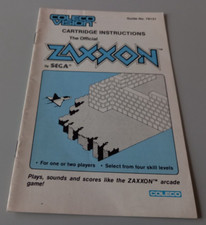 COLECO VISION
CARTRIDGE INSTRUCTIONS
The Official
ZAXXON™
by SEGA®
• For one or two players • Select from four skill levels
Plays, sounds and scores like the ZAXXON™ arcade
game!
COLECO